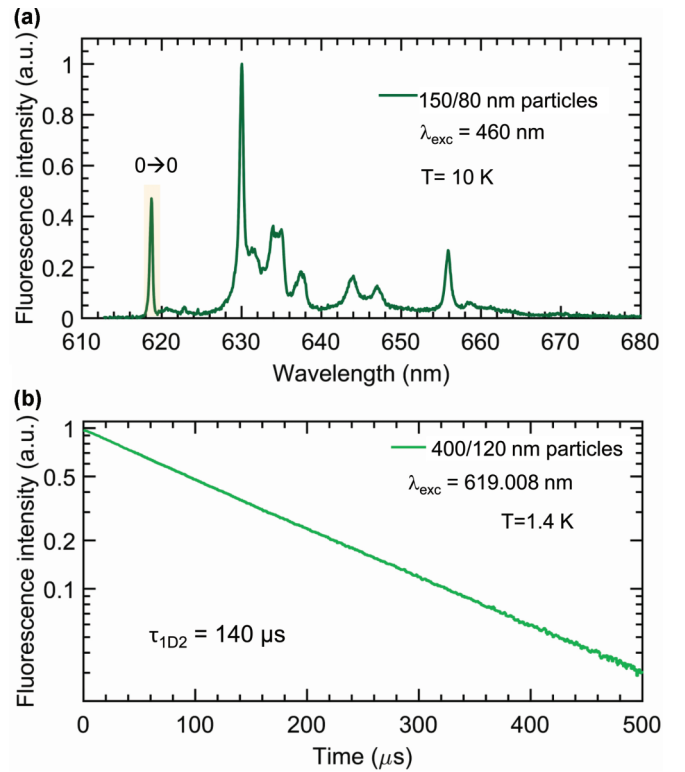 (a)
Fluorescence intensity (a.u.)
1
0.8
0.6
0.4
0.2
0
0→0
150/80 nm particles
λexc = 460 nm
T= 10 K
610 620 630 640 650 660 670 680
Wavelength (nm)
(b)
Fluorescence intensity (a.u.)
1
0.5
0.2
0.1
400/120 nm particles
λexc = 619.008 nm
T=1.4 K
τ1D2 = 140 μs
0 100 200 300 400 500
Time (μs)